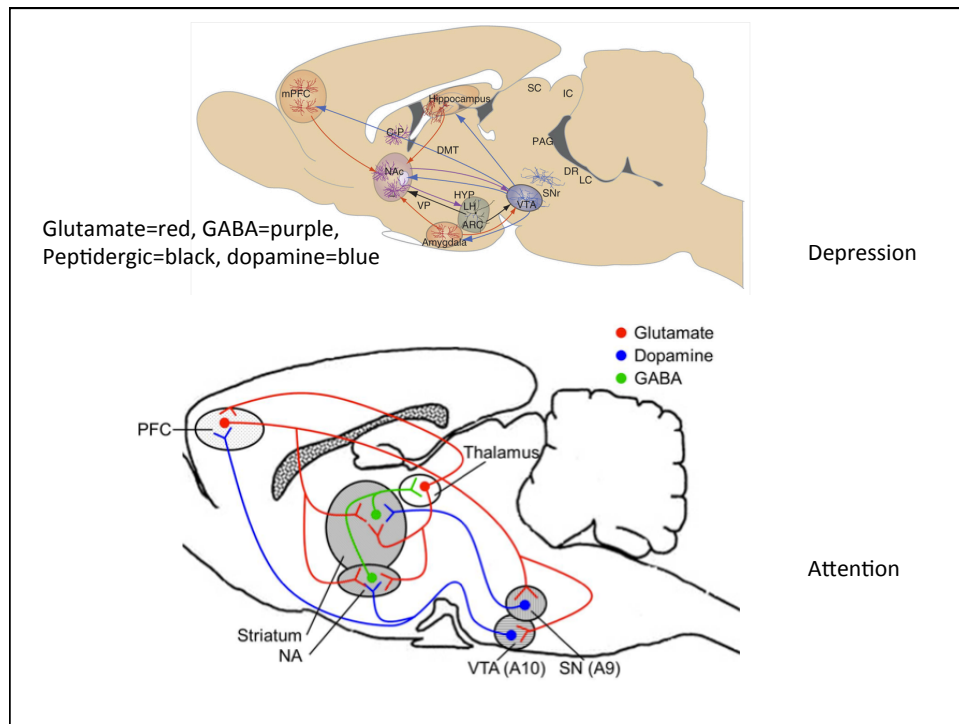 mPFC
Hippocampus
SC
IC
C-P
DMT
PAG
NAc
DR
LC
SNr
HYP
VP
LH
VTA
ARC
Amygdala
Glutamate=red, GABA=purple,
Peptidergic=black, dopamine=blue
Depression
Glutamate
Dopamine
GABA
PFC
Thalamus
Attention
Striatum
NA
VTA (A10)
SN (A9)